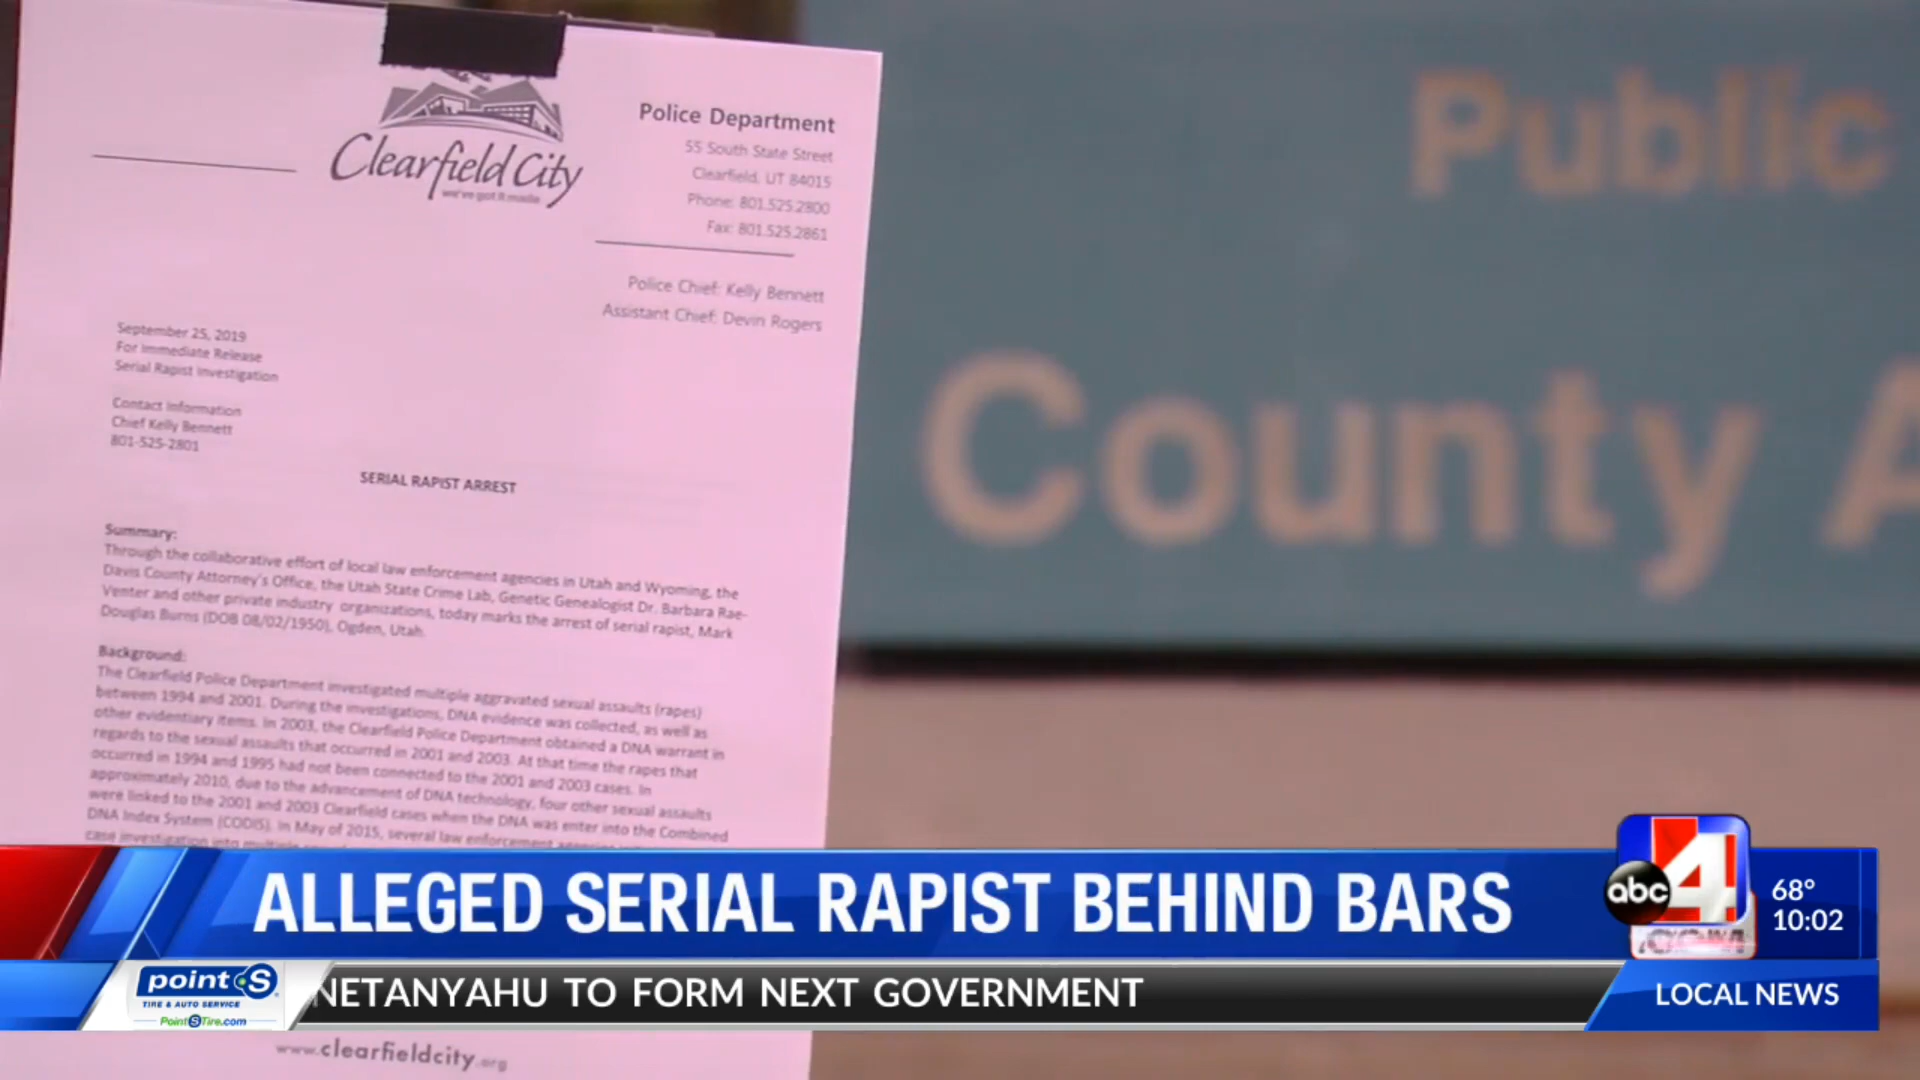 Clearfield City
we've got it made
Police Department
55 South State Street
Clearfield, UT 84015
Phone: 801.525.2800
Fax: 801.525.2861
Police Chief: Kelly Bennett
Assistant Chief: Devin Rogers
September 25, 2019
For Immediate Release
Serial Rapist Investigation
Contact Information
Chief Kelly Bennett
801-525-2801
SERIAL RAPIST ARREST
Summary:
Through the collaborative effort of local law enforcement agencies in Utah and Wyoming, the
Davis County Attorney's Office, the Utah State Crime Lab, Genetic Genealogist Dr. Barbara Rae-
Venter and other private industry organizations, today marks the arrest of serial rapist, Mark
Douglas Burns (DOB 08/02/1950), Ogden, Utah.
Background:
The Clearfield Police Department investigated multiple aggravated sexual assaults (rapes)
between 1994 and 2001. During the investigations, DNA evidence was collected, as well as
other evidentiary items. In 2003, the Clearfield Police Department obtained a DNA warrant in
regards to the sexual assaults that occurred in 2001 and 2003. At that time the rapes that
occurred in 1994 and 1995 had not been connected to the 2001 and 2003 cases. In
approximately 2010, due to the advancement of DNA technology, four other sexual assaults
were linked to the 2001 and 2003 Clearfield cases when the DNA was enter into the Combined
DNA Index System (CODIS). In May of 2015, several law enforcement agencies
case investigation into multiple
www.clearfieldcity.org
Public
County A
ALLEGED SERIAL RAPIST BEHIND BARS
abc 4
68°
10:02
point S
TIRE & AUTO SERVICE
PointSTire.com
NETANYAHU TO FORM NEXT GOVERNMENT
LOCAL NEWS